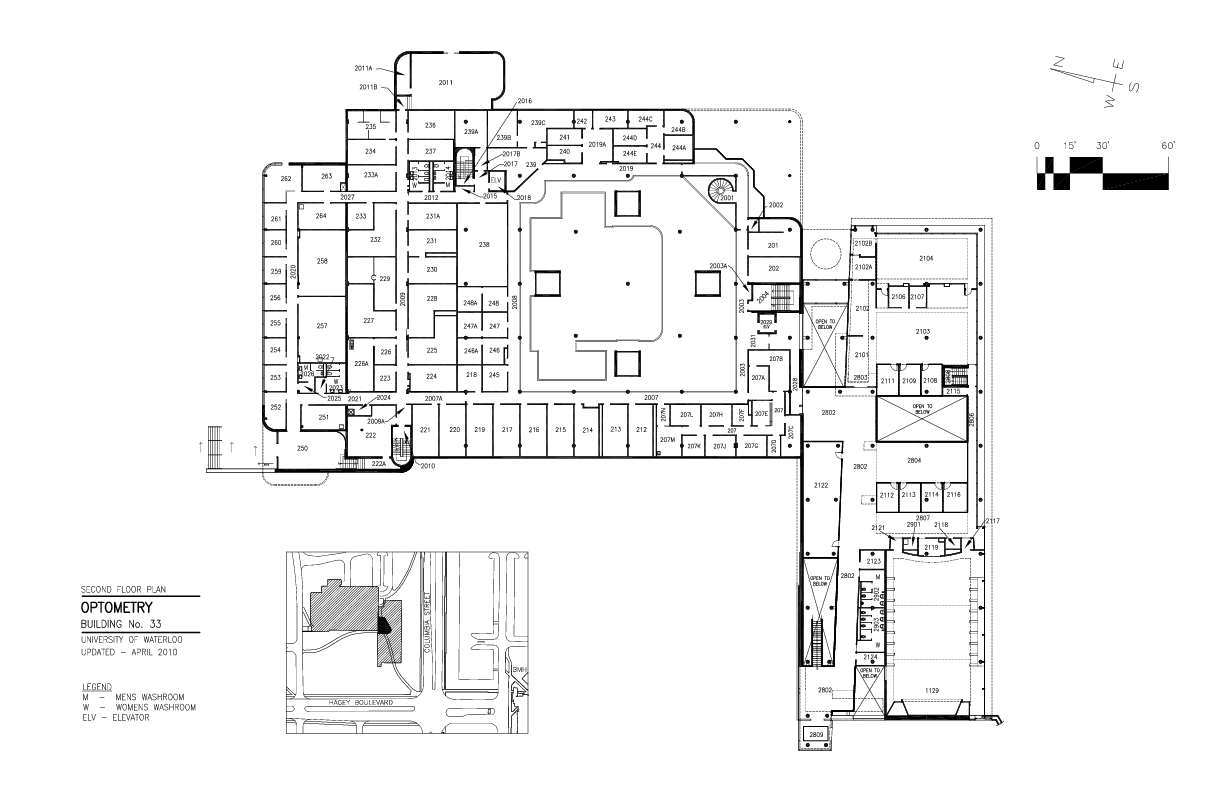 2011A
2011
2011B
2016
N
E
W
S
0 15' 30' 60'
235
236
239A
239B
239C
242
243
244C
244B
241
2019A
244D
244
244A
234
237
2017B
240
244E
2017
239
2019
262
263
233A
2013
W
2014
M
ELV
2015
2018
2001
2027
2012
2002
261
264
233
231A
260
232
231
238
201
2003A
202
2102B
2104
2102A
259
258
2020
229
230
2009
2008
2003
2004
2106
2107
256
228
248A
248
2102
255
257
227
247A
247
2029
ELV
OPEN TO
BELOW
2103
2031
254
226
225
246A
246
207B
2101
2022
226A
M
2026
W
2023
253
223
224
218
245
207A
2003
2028
2803
2111
2109
2108
2115
2025
2021
2024
2007A
2007
252
251
2009A
222
221
220
219
217
216
215
214
213
212
207N
207L
207H
207F
207E
207
207C
2802
OPEN TO
BELOW
2806
207
207M
207K
207J
207G
207D
250
222A
2010
2802
2804
2122
2112
2113
2114
2116
2807
2121
2901
2118
2117
2119
2123
2802
OPEN TO
BELOW
M
2902
2903
W
2124
OPEN TO
BELOW
2802
1129
2809
COLUMBIA STREET
BMH
HAGEY BOULEVARD
SECOND FLOOR PLAN
OPTOMETRY
BUILDING No. 33
UNIVERSITY OF WATERLOO
UPDATED – APRIL 2010
LEGEND
M – MENS WASHROOM
W – WOMENS WASHROOM
ELV – ELEVATOR